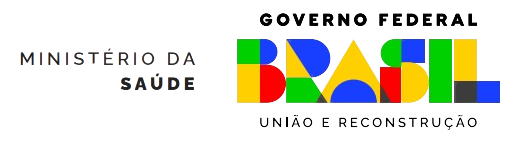 MINISTÉRIO DA
SAÚDE
GOVERNO FEDERAL
BRASIL
UNIÃO E RECONSTRUÇÃO